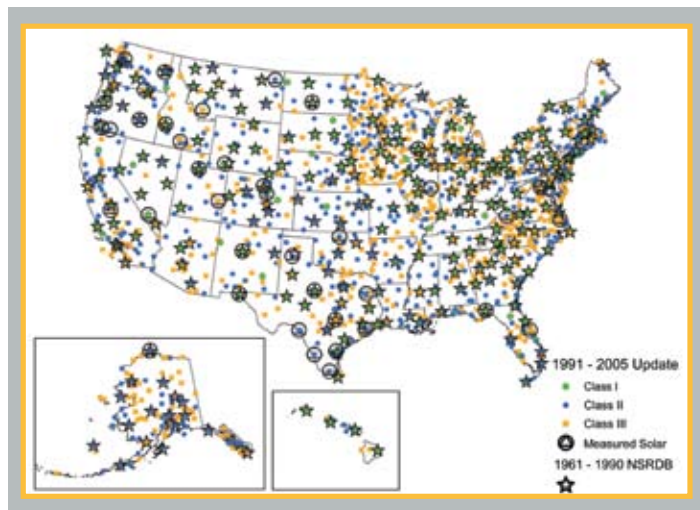 1991 - 2005 Update
Class I
Class II
Class III
Measured Solar
1961 - 1990 NSRDB